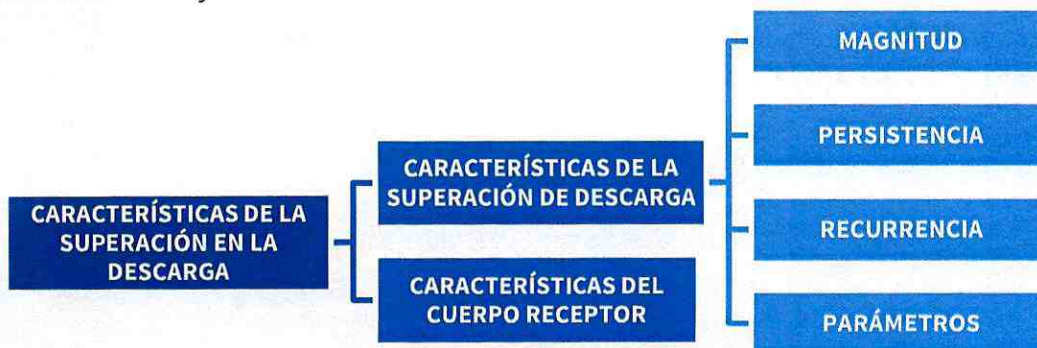 CARACTERÍSTICAS DE LA
SUPERACIÓN EN LA
DESCARGA
CARACTERÍSTICAS DE LA
SUPERACIÓN DE DESCARGA
CARACTERÍSTICAS DEL
CUERPO RECEPTOR
MAGNITUD
PERSISTENCIA
RECURRENCIA
PARÁMETROS